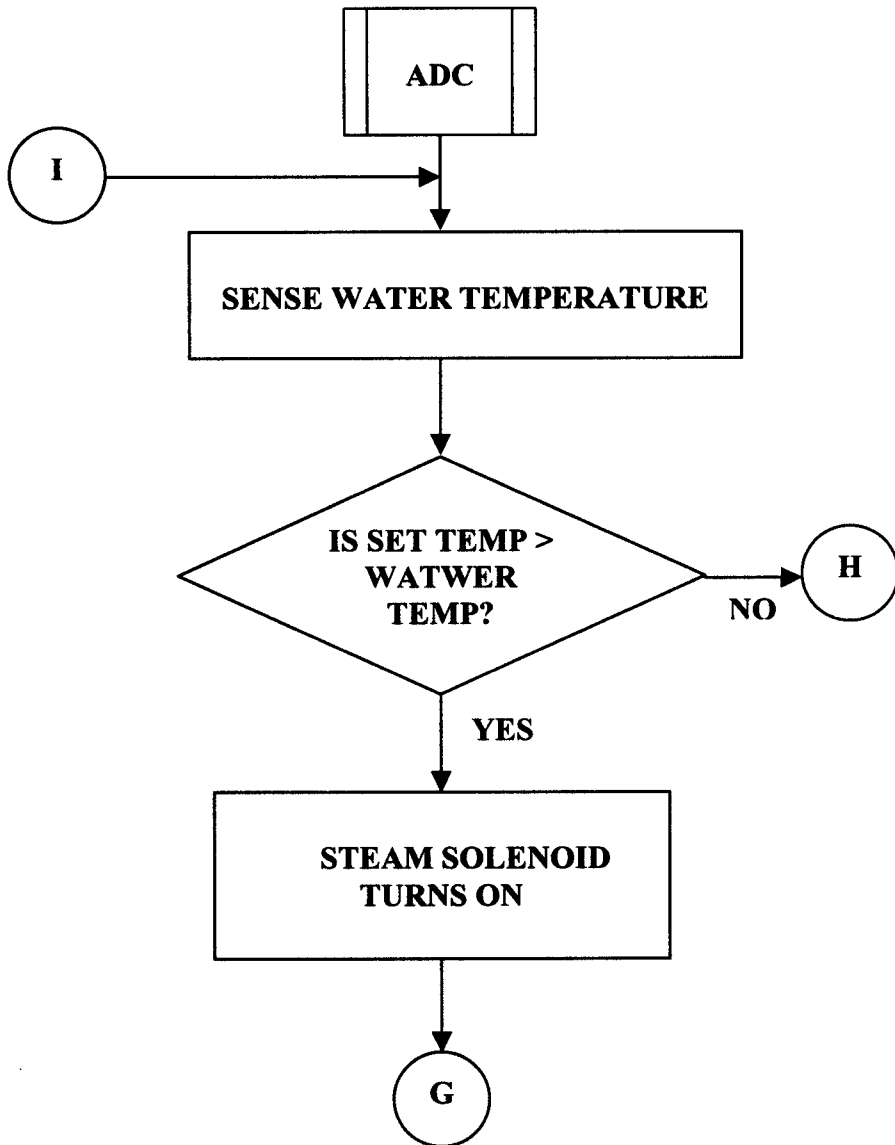 ADC
I
SENSE WATER TEMPERATURE
IS SET TEMP >
WATWER
TEMP?
H
NO
YES
STEAM SOLENOID
TURNS ON
G